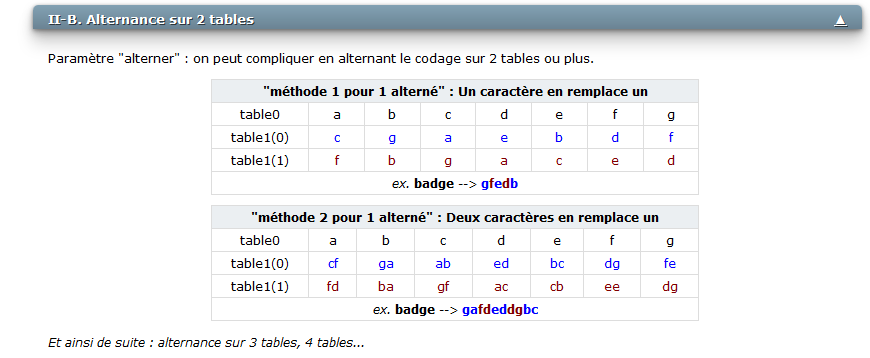 II-B. Alternance sur 2 tables ▲
Paramètre "alterner" : on peut compliquer en alternant le codage sur 2 tables ou plus.
"méthode 1 pour 1 alterné" : Un caractère en remplace un
table0 a b c d e f g
table1(0) c g a e b d f
table1(1) f b g a c e d
ex. badge --> gfedb
"méthode 2 pour 1 alterné" : Deux caractères en remplace un
table0 a b c d e f g
table1(0) cf ga ab ed bc dg fe
table1(1) fd ba gf ac cb ee dg
ex. badge --> gafdeddgbc
Et ainsi de suite : alternance sur 3 tables, 4 tables...